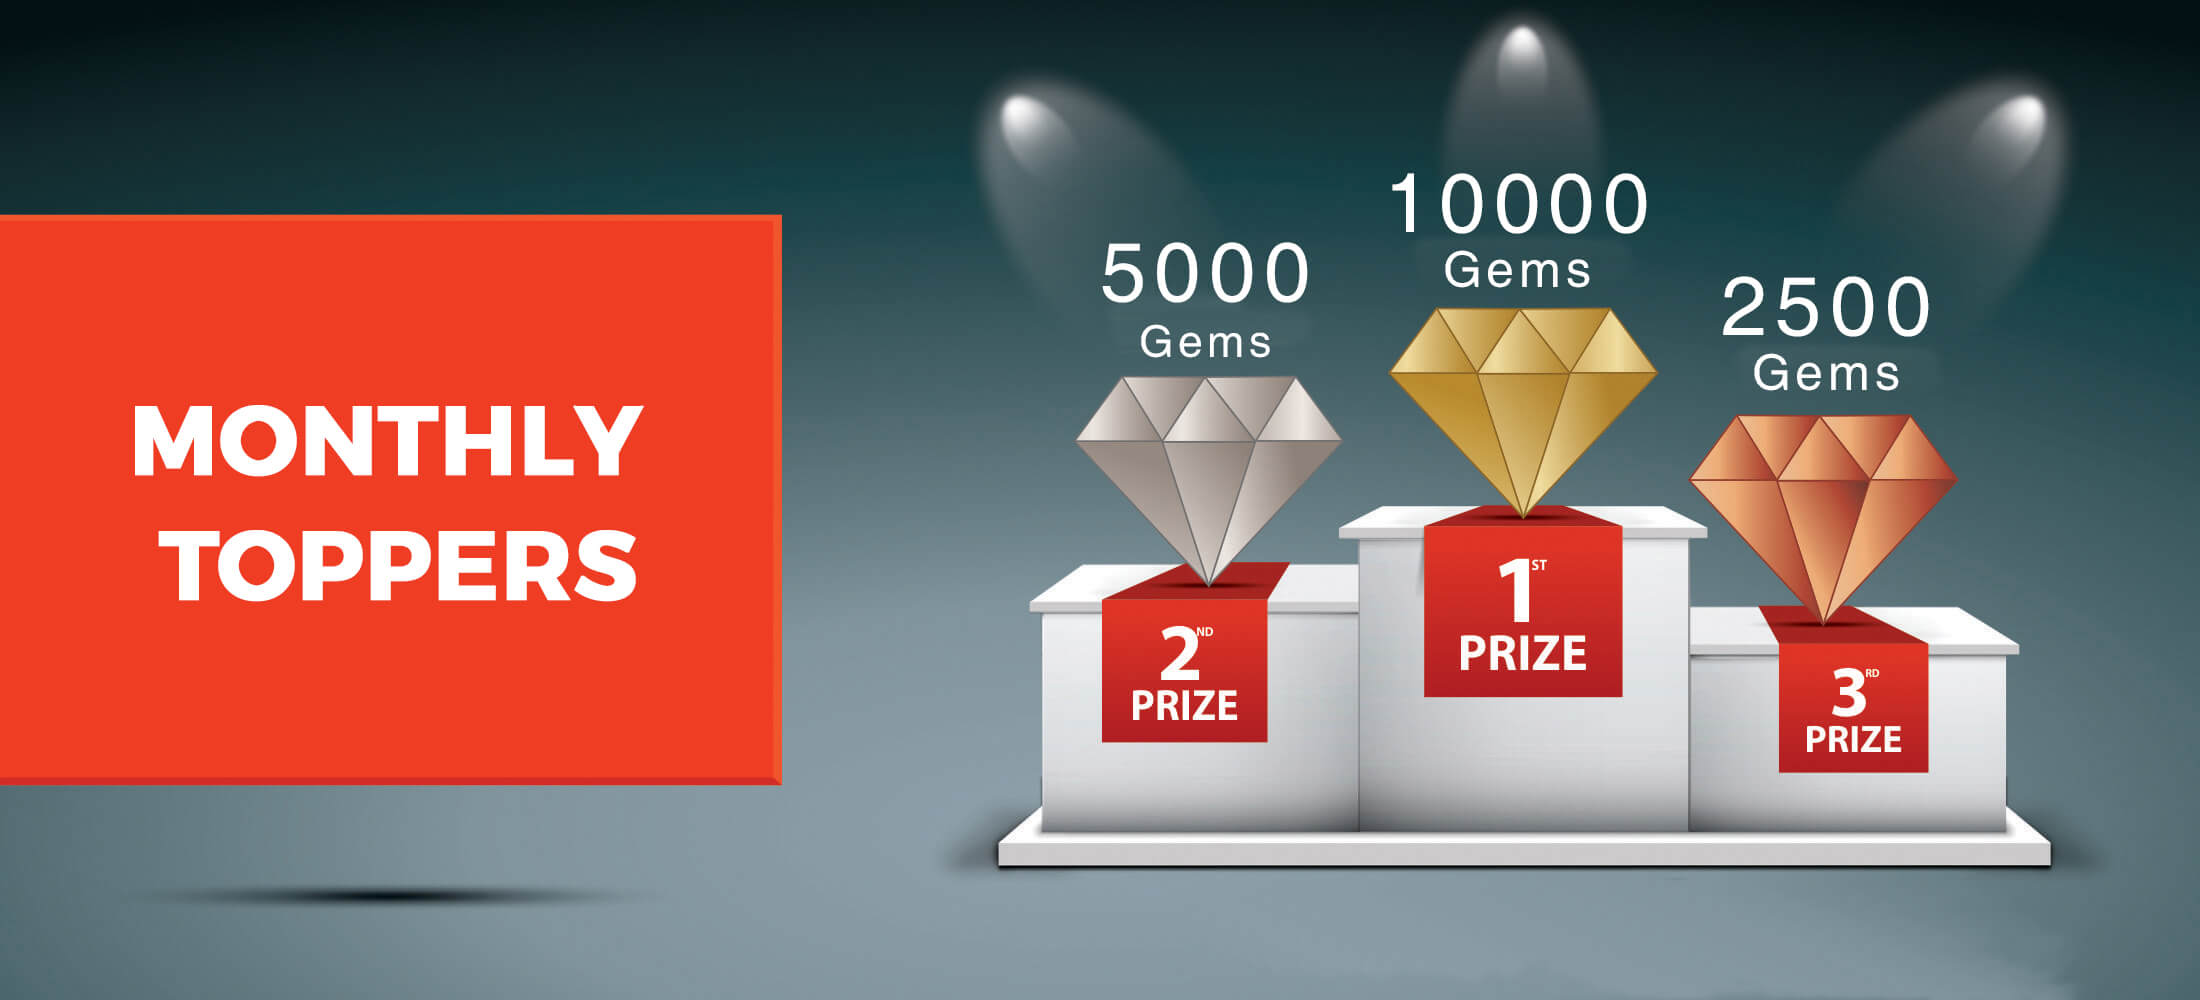 MONTHLY
TOPPERS
5000
Gems
2ND
PRIZE
10000
Gems
1ST
PRIZE
2500
Gems
3RD
PRIZE